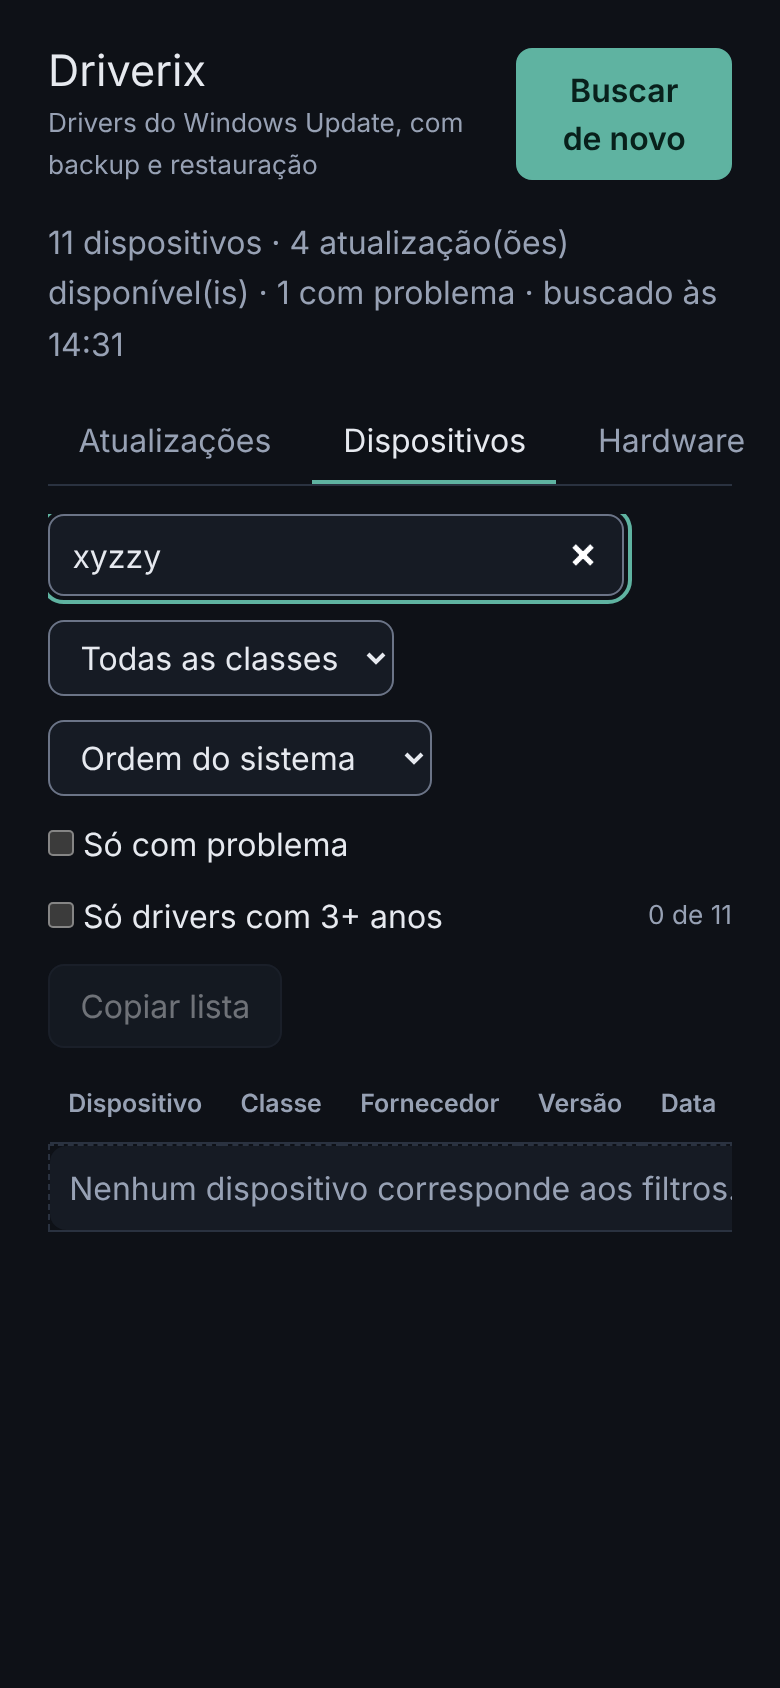 Driverix
Drivers do Windows Update, com
backup e restauração
Buscar
de novo
11 dispositivos · 4 atualização(ões)
disponível(is) · 1 com problema · buscado às
14:31
Atualizações Dispositivos Hardware
xyzzy
Todas as classes
Ordem do sistema
Só com problema
Só drivers com 3+ anos 0 de 11
Copiar lista
Dispositivo Classe Fornecedor Versão Data
Nenhum dispositivo corresponde aos filtros.